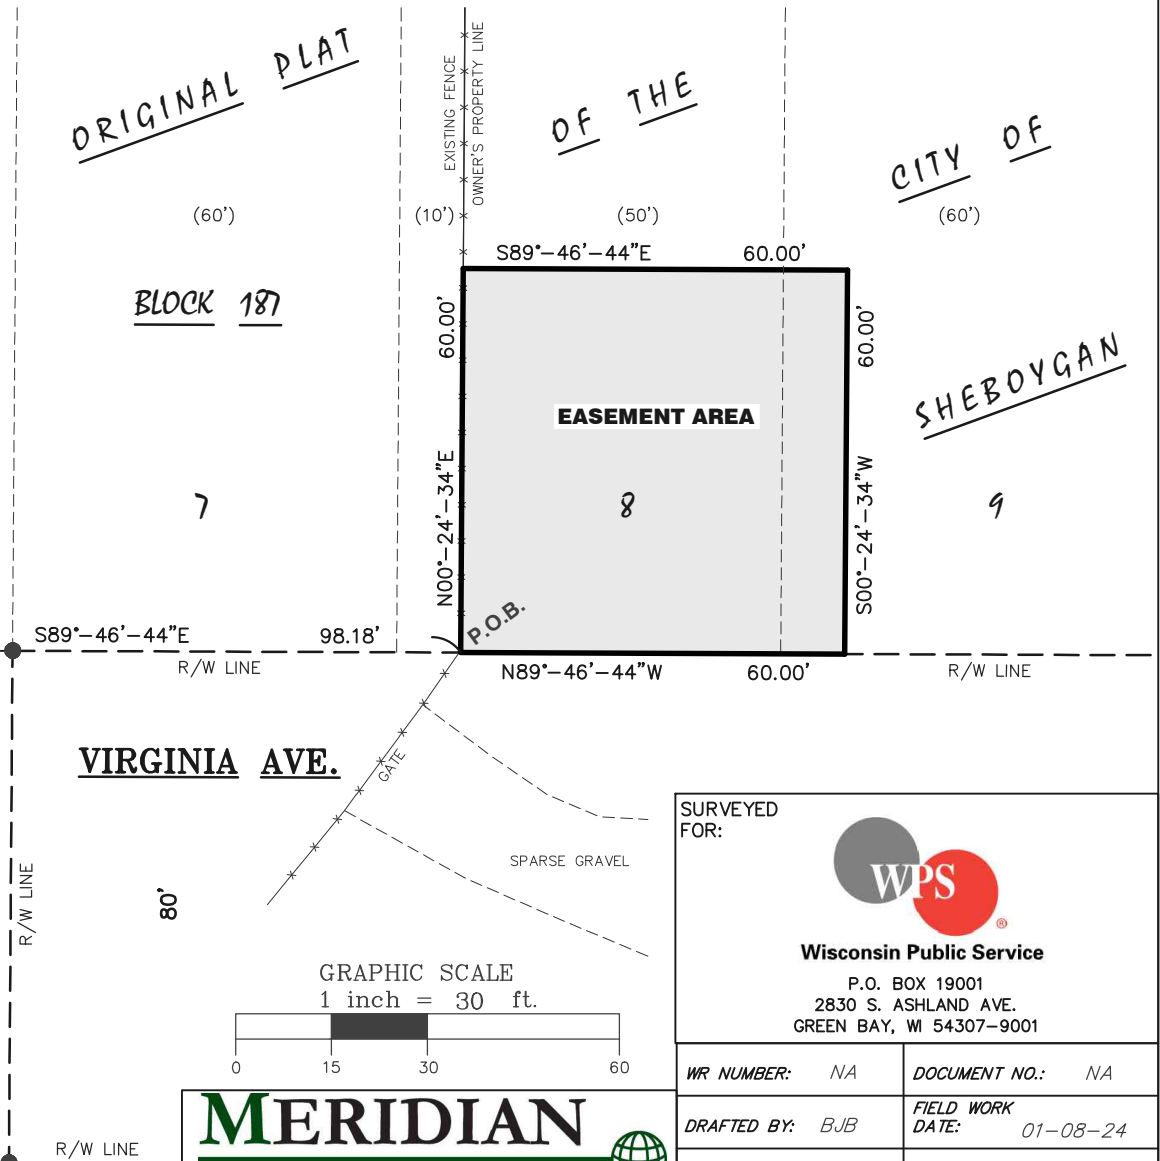 ORIGINAL PLAT
OF THE
CITY OF
SHEBOYGAN
EXISTING FENCE
OWNER'S PROPERTY LINE
(60')
(10')
(50')
(60')
S89°-46'-44"E 60.00'
BLOCK 187
60.00'
N00°-24'-34"E
60.00'
S00°-24'-34"W
EASEMENT AREA
7
8
9
P.O.B.
S89°-46'-44"E 98.18'
R/W LINE
N89°-46'-44"W 60.00'
R/W LINE
VIRGINIA AVE.
GATE
SPARSE GRAVEL
R/W LINE
80'
GRAPHIC SCALE
1 inch = 30 ft.
0 15 30 60
R/W LINE
MERIDIAN
SURVEYED
FOR:
WPS
®
Wisconsin Public Service
P.O. BOX 19001
2830 S. ASHLAND AVE.
GREEN BAY, WI 54307-9001
WR NUMBER: NA
DOCUMENT NO.: NA
DRAFTED BY: BJB
FIELD WORK
DATE: 01-08-24